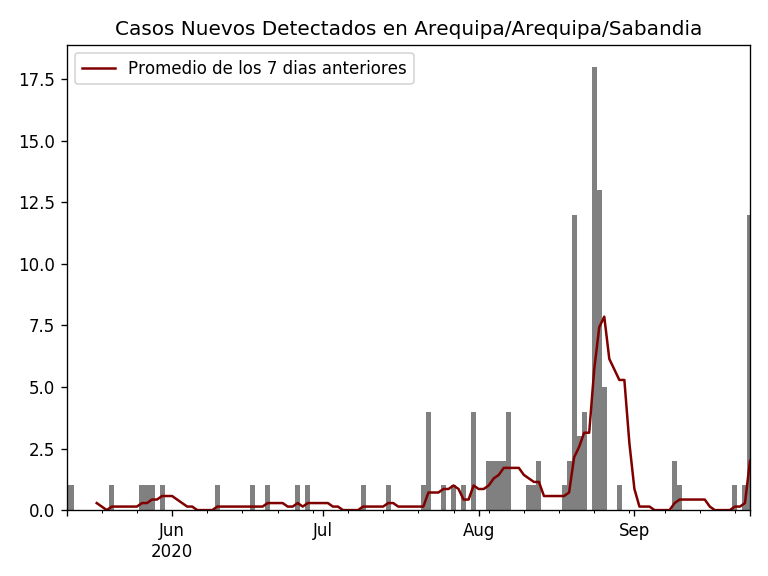 Casos Nuevos Detectados en Arequipa/Arequipa/Sabandia
Promedio de los 7 dias anteriores
17.5
15.0
12.5
10.0
7.5
5.0
2.5
0.0
Jun
2020
Jul
Aug
Sep